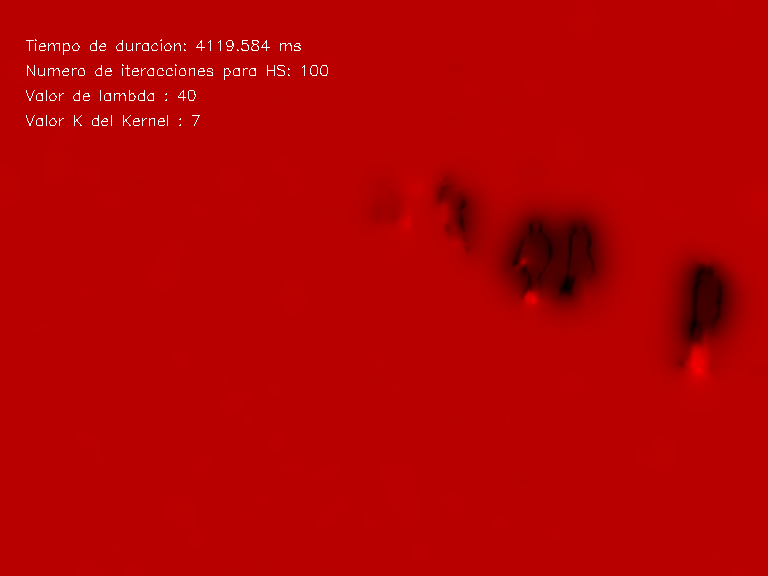 Tiempo de duracion: 4119.584 ms
Numero de iteracciones para HS: 100
Valor de lambda : 40
Valor K del Kernel : 7